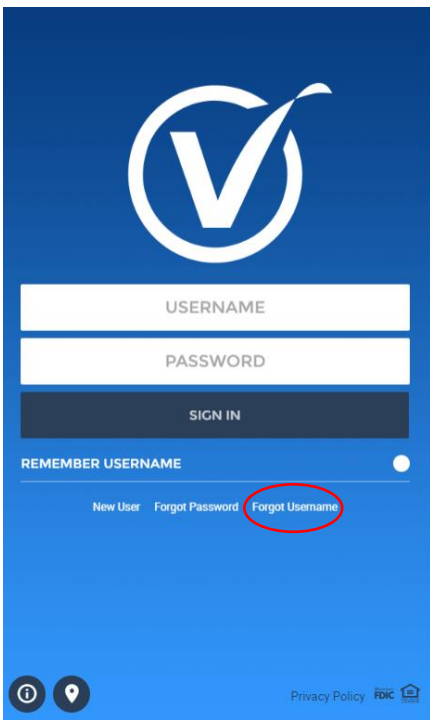 USERNAME
PASSWORD
SIGN IN
REMEMBER USERNAME
New User Forgot Password Forgot Username
Privacy Policy FDIC